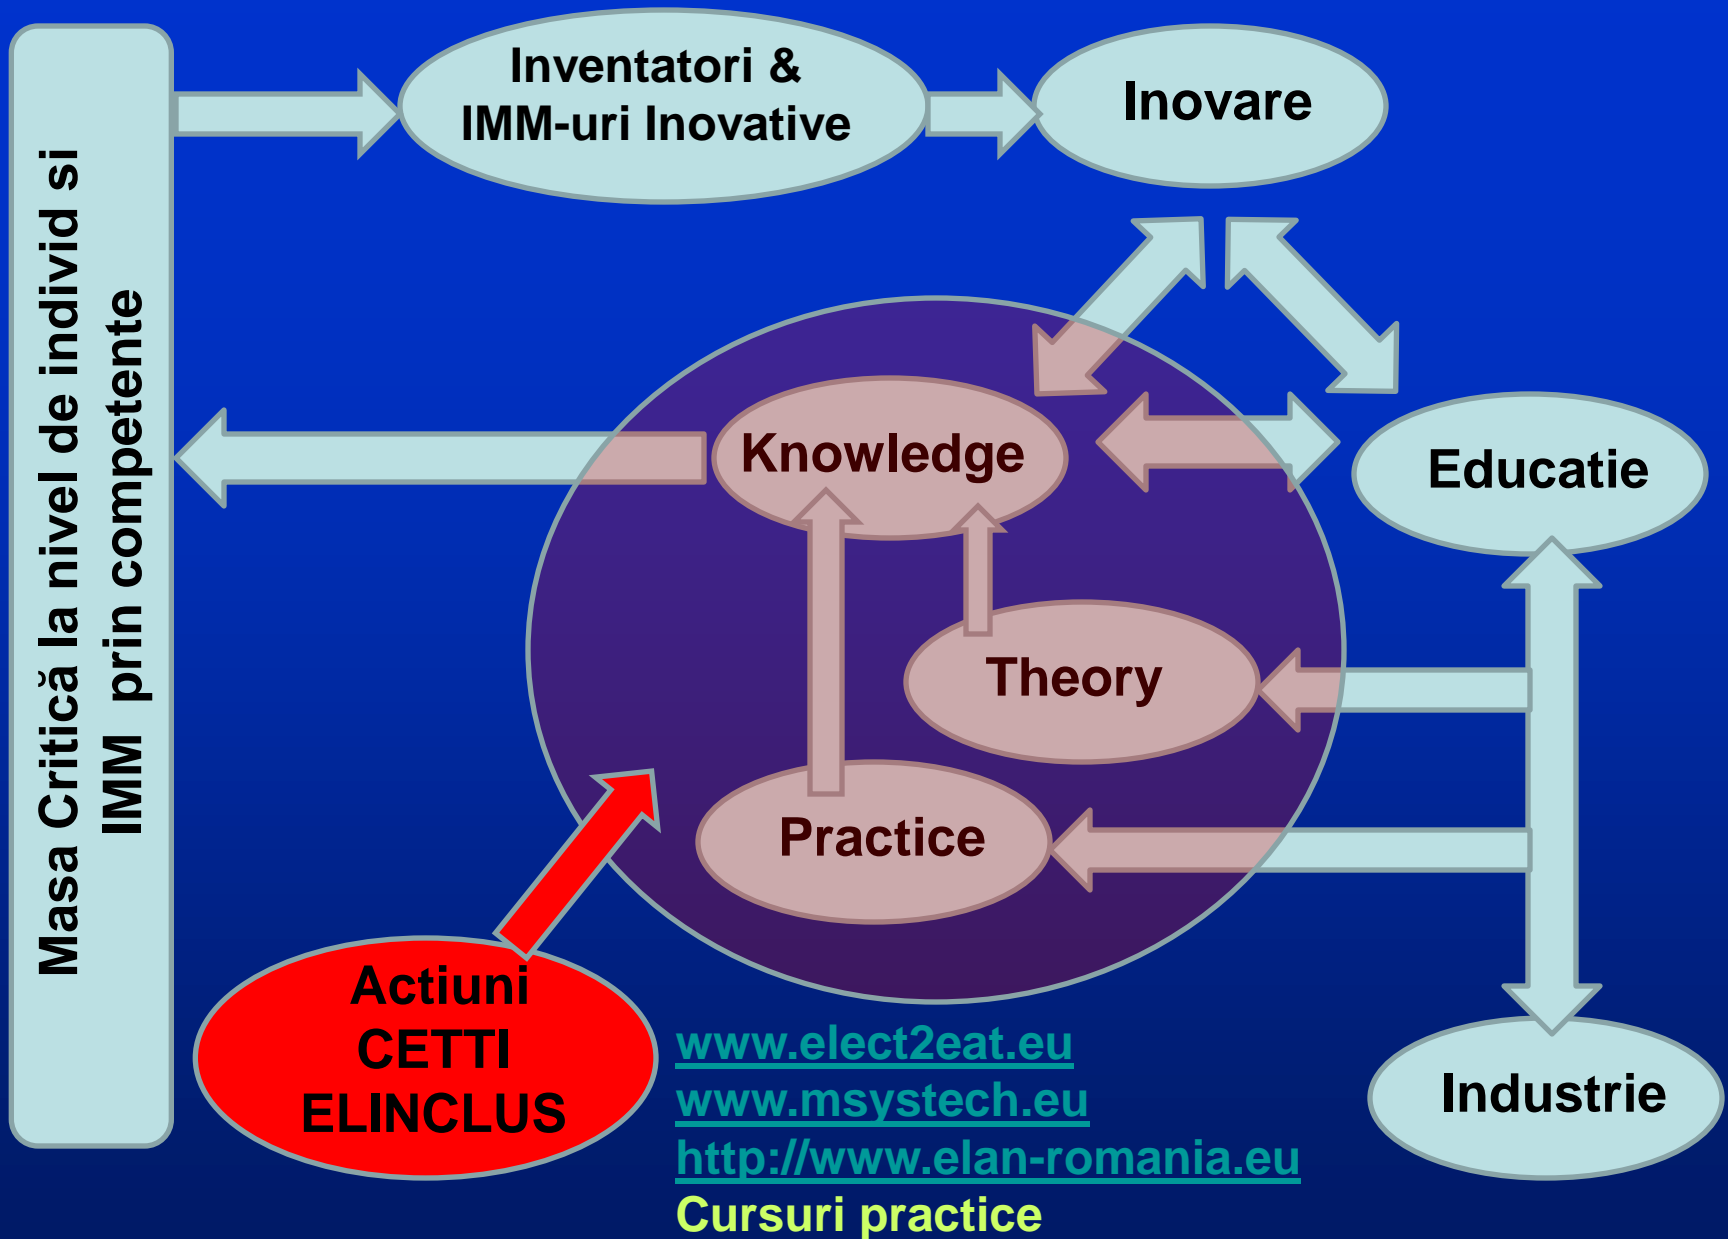 Masa Critică la nivel de individ si
IMM prin competente
Inventatori &
IMM-uri Inovative
Inovare
Knowledge
Educatie
Theory
Practice
Actiuni
CETTI
ELINCLUS
Industrie
www.elect2eat.eu
www.msystech.eu
http://www.elan-romania.eu
Cursuri practice